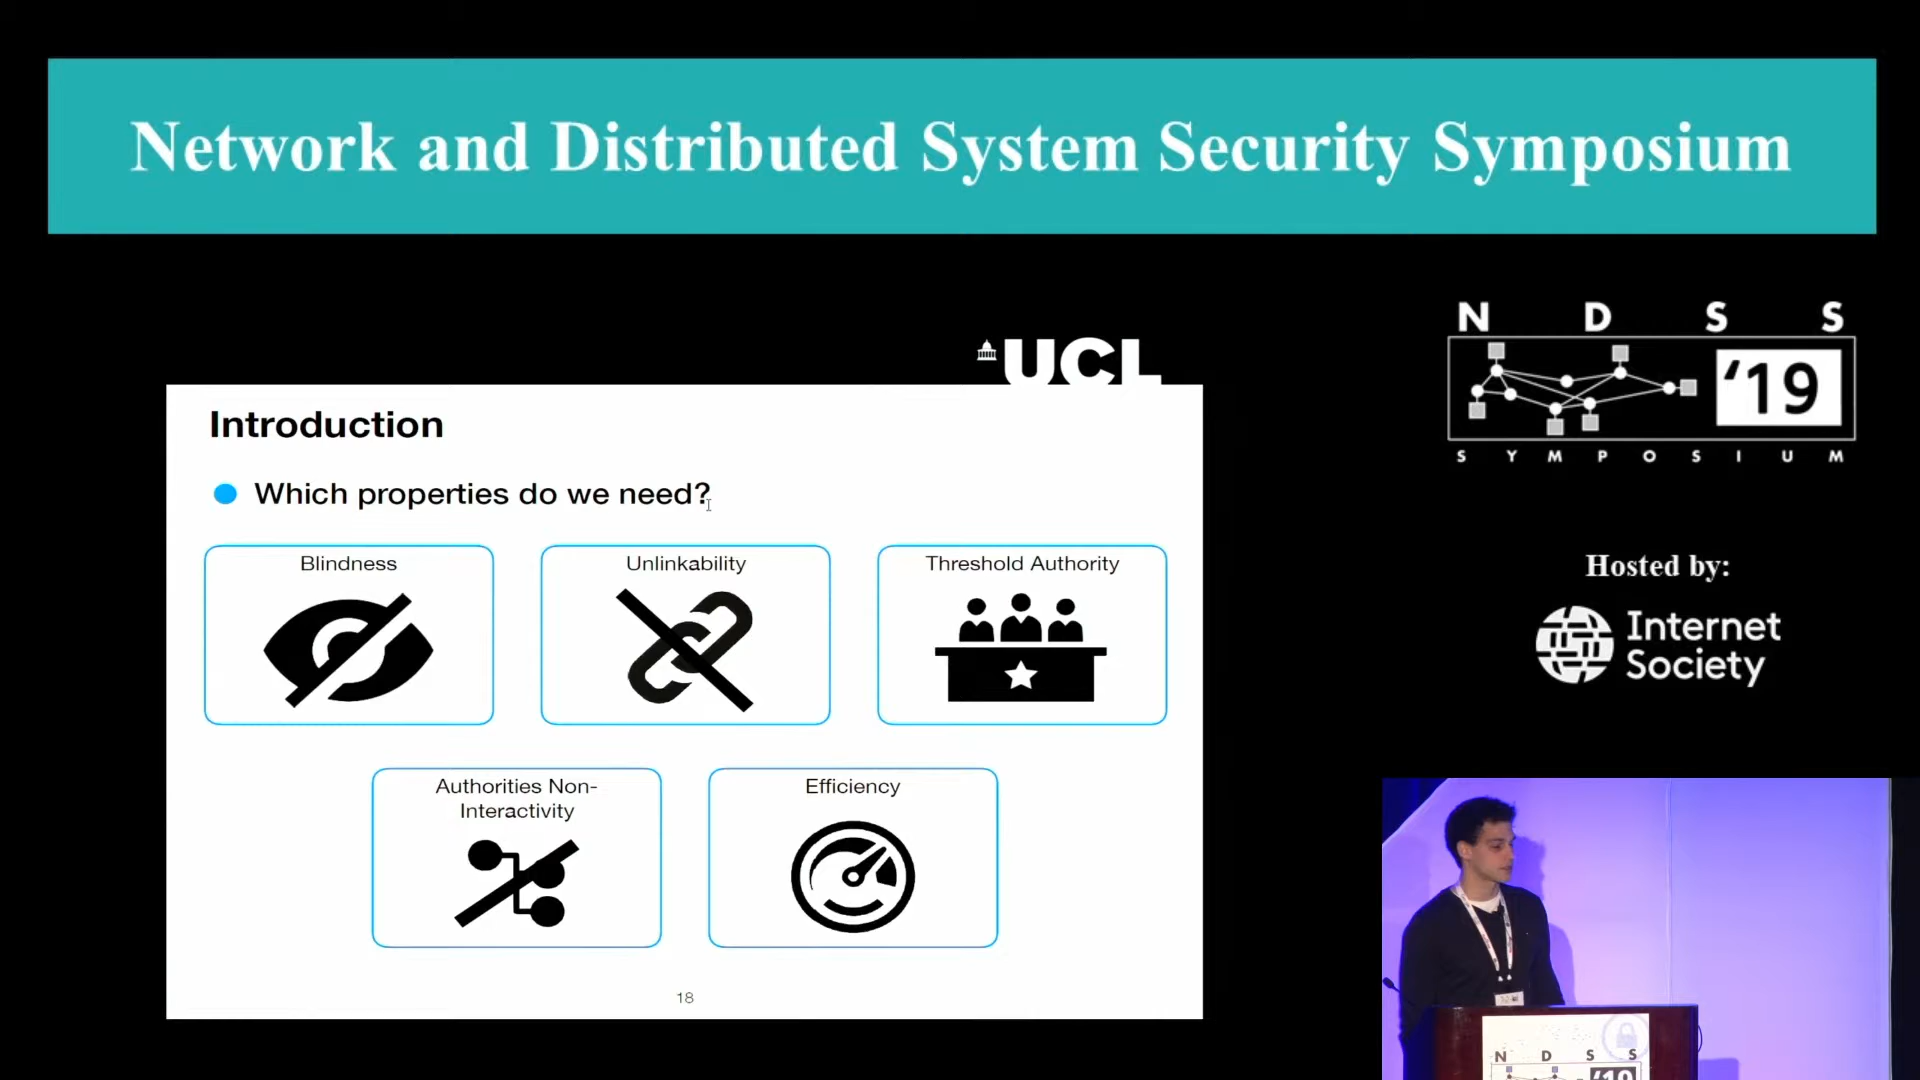 Network and Distributed System Security Symposium
UCL
N D S S
'19
S Y M P O S I U M
Introduction
Which properties do we need?
Blindness
Unlinkability
Threshold Authority
Authorities Non-
Interactivity
Efficiency
18
Hosted by:
Internet
Society
N D S S
'19